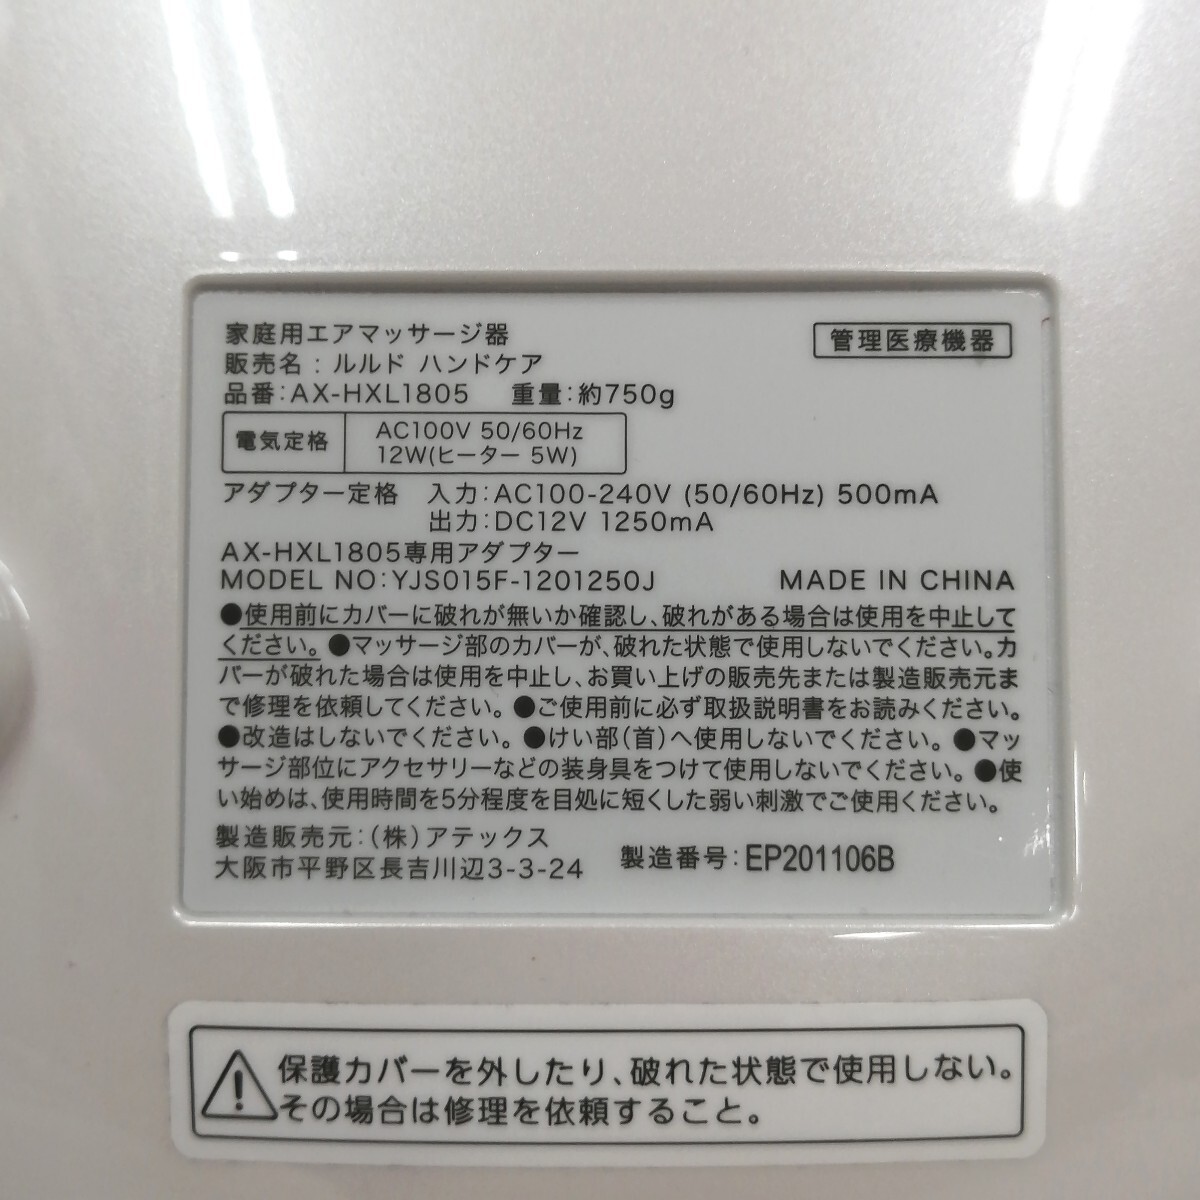 家庭用エアマッサージ器
管理医療機器
販売名：ルルド ハンドケア
品番:AX-HXL1805 重量:約750g
電気定格 AC100V 50/60Hz
12W(ヒーター 5W)
アダプター定格 入力:AC100-240V (50/60Hz) 500mA
出力:DC12V 1250mA
AX-HXL1805専用アダプター
MODEL NO:YJS015F-1201250J MADE IN CHINA
●使用前にカバーに破れが無いか確認し、破れがある場合は使用を中止して
ください。●マッサージ部のカバーが、破れた状態で使用しないでください。カ
バーが破れた場合は使用を中止し、お買い上げの販売先または製造販売元ま
で修理を依頼してください。●ご使用前に必ず取扱説明書をお読みください。
●改造はしないでください。●けい部（首）へ使用しないでください。●マッ
サージ部位にアクセサリーなどの装身具をつけて使用しないでください。●使
い始めは、使用時間を5分程度を目処に短くした弱い刺激でご使用ください。
製造販売元：（株）アテックス
大阪市平野区長吉川辺3-3-24
製造番号：EP201106B
保護カバーを外したり、破れた状態で使用しない。
その場合は修理を依頼すること。